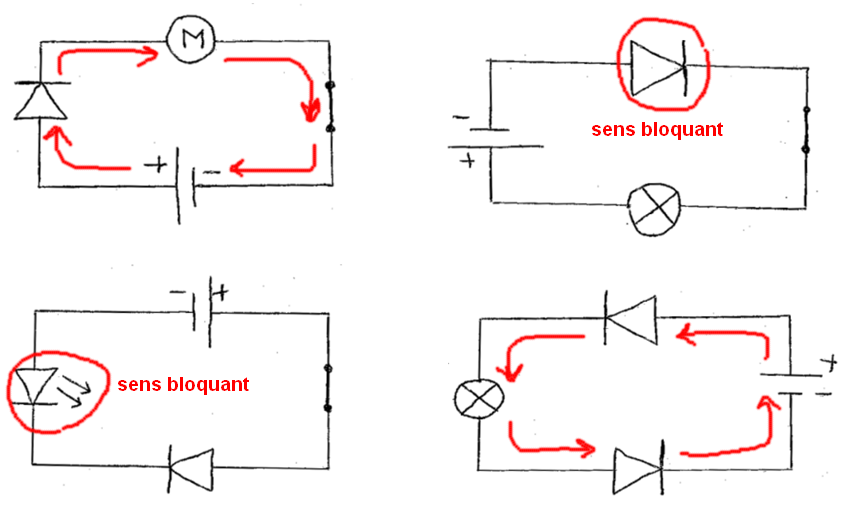 M
+ -
-
+
sens bloquant
- +
sens bloquant
+
-